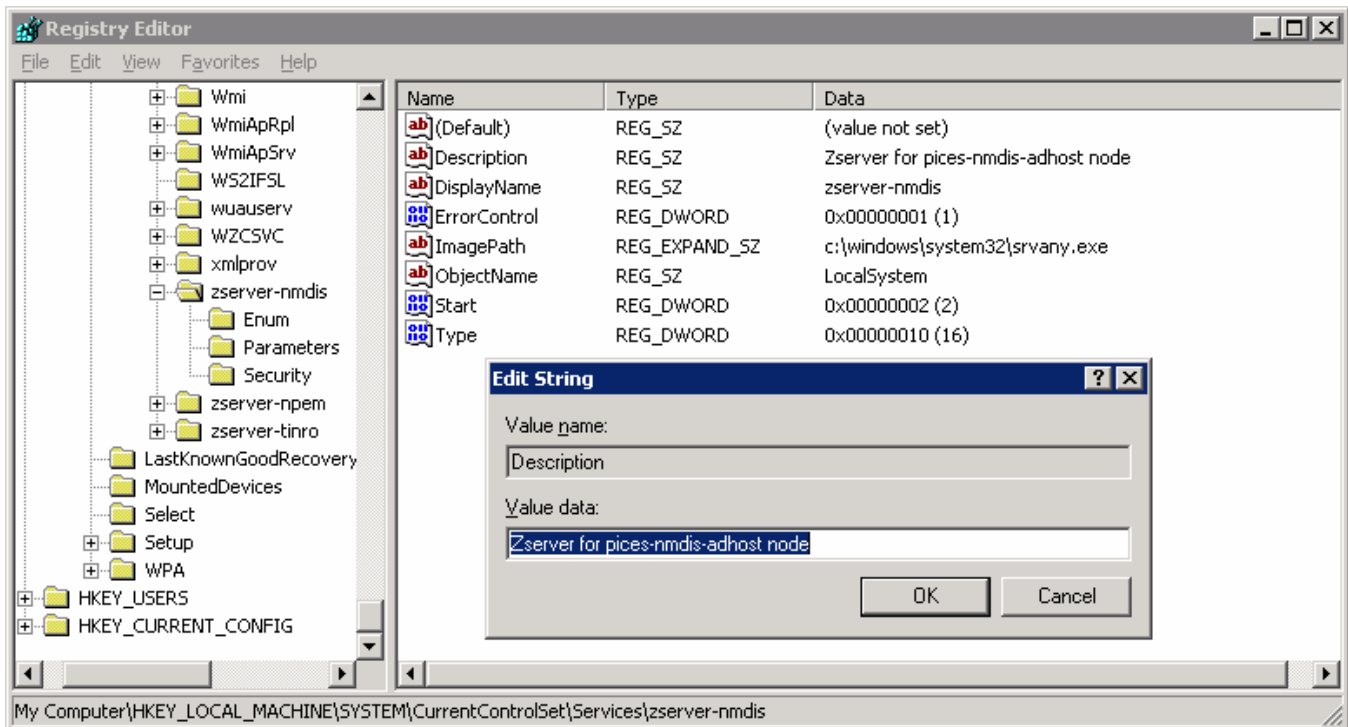 Registry Editor
File Edit View Favorites Help
Wmi
WmiApRpl
WmiApSrv
WS2IFSL
wuauserv
WZCSVC
xmlprov
zserver-nmdis
Enum
Parameters
Security
zserver-npem
zserver-tinro
LastKnownGoodRecovery
MountedDevices
Select
Setup
WPA
HKEY_USERS
HKEY_CURRENT_CONFIG
Name Type Data
(Default) REG_SZ (value not set)
Description REG_SZ Zserver for pices-nmdis-adhost node
DisplayName REG_SZ zserver-nmdis
ErrorControl REG_DWORD 0x00000001 (1)
ImagePath REG_EXPAND_SZ c:\windows\system32\srvany.exe
ObjectName REG_SZ LocalSystem
Start REG_DWORD 0x00000002 (2)
Type REG_DWORD 0x00000010 (16)
Edit String
Value name:
Description
Value data:
Zserver for pices-nmdis-adhost node
OK Cancel
My Computer\HKEY_LOCAL_MACHINE\SYSTEM\CurrentControlSet\Services\zserver-nmdis